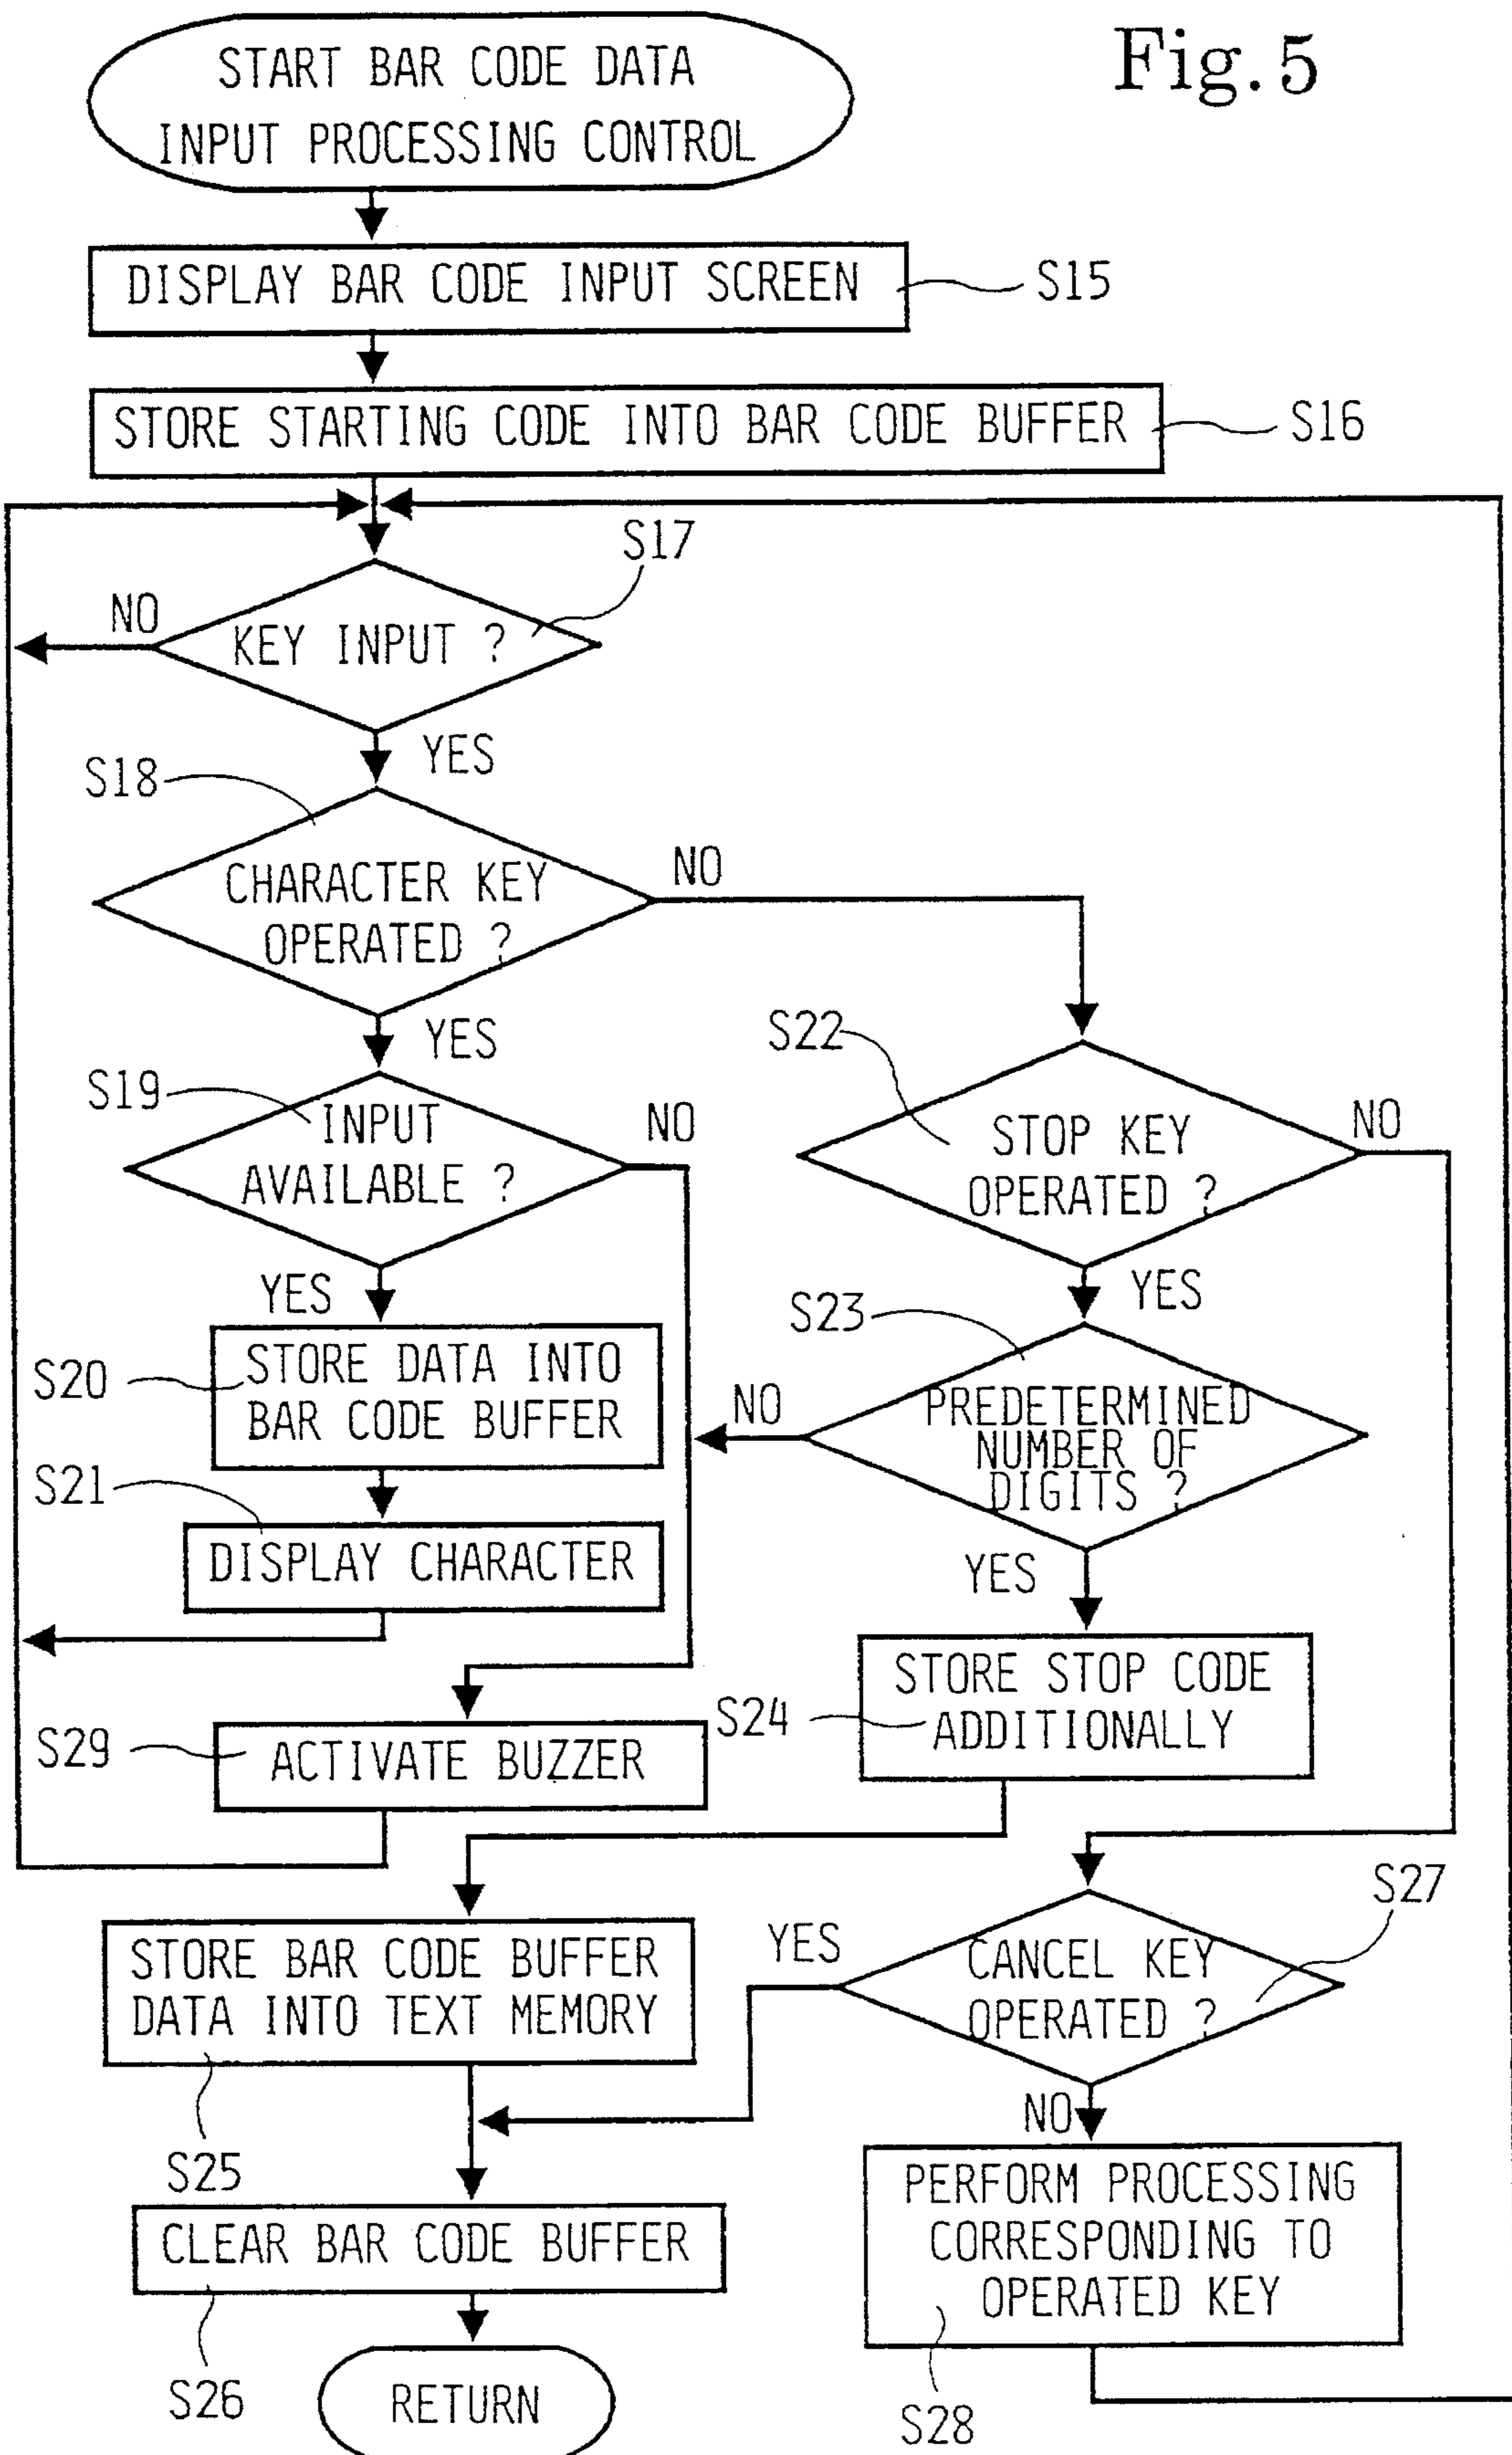 Fig. 5
START BAR CODE DATA
INPUT PROCESSING CONTROL
DISPLAY BAR CODE INPUT SCREEN
S15
STORE STARTING CODE INTO BAR CODE BUFFER
S16
S17
NO
KEY INPUT ?
YES
S18
CHARACTER KEY
OPERATED ?
NO
YES
S19
INPUT
AVAILABLE ?
NO
S22
STOP KEY
OPERATED ?
NO
YES
YES
S20
STORE DATA INTO
BAR CODE BUFFER
S23
PREDETERMINED
NUMBER OF
DIGITS ?
NO
YES
S21
DISPLAY CHARACTER
S24
STORE STOP CODE
ADDITIONALLY
S29
ACTIVATE BUZZER
S27
CANCEL KEY
OPERATED ?
YES
NO
STORE BAR CODE BUFFER
DATA INTO TEXT MEMORY
S25
PERFORM PROCESSING
CORRESPONDING TO
OPERATED KEY
S28
CLEAR BAR CODE BUFFER
S26
RETURN